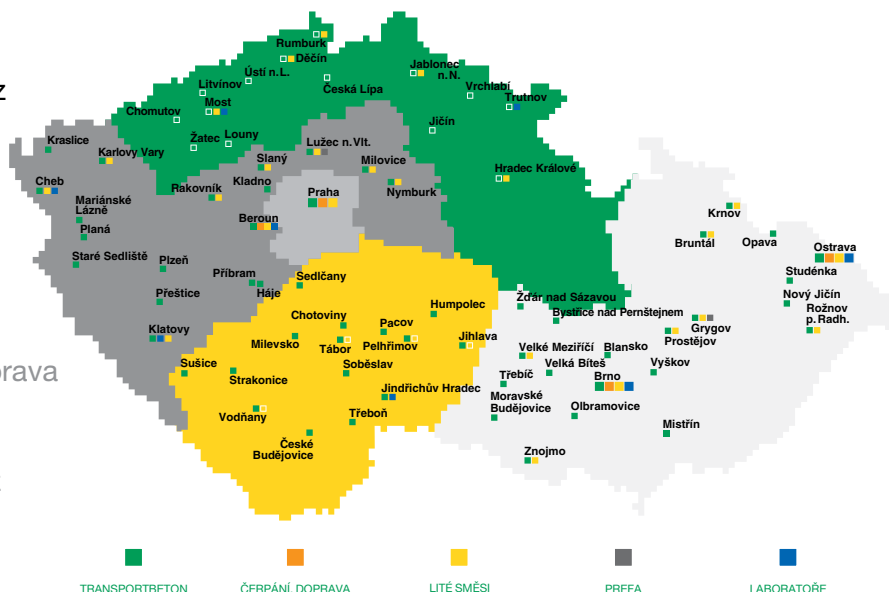 Rumburk
Děčín
Ústí n.L.
Litvínov
Česká Lípa
Jablonec
n. N.
Vrchlabí
Trutnov
Most
Chomutov
Jičín
Žatec
Louny
Lužec n.Vlt.
Kraslice
Karlovy Vary
Slaný
Milovice
Hradec Králové
Cheb
Rakovník
Kladno
Praha
Nymburk
Mariánské
Lázně
Planá
Beroun
Krnov
Bruntál
Opava
Ostrava
Staré Sedliště
Plzeň
Příbram
Háje
Sedlčany
Studénka
Přeštice
Humpolec
Žďár nad Sázavou
Nový Jičín
Chotoviny
Pacov
Bystřice nad Pernštejnem
Rožnov
p. Radh.
Klatovy
Milevsko
Tábor
Pelhřimov
Jihlava
Grygov
Prostějov
Velké Meziříčí
Blansko
Sušice
Strakonice
Soběslav
Velká Bíteš
Vyškov
Třebíč
Brno
Jindřichův Hradec
Moravské
Budějovice
Olbramovice
Vodňany
Třeboň
Mistřín
České
Budějovice
Znojmo
z
prava
TRANSPORTBETON
ČERPÁNÍ, DOPRAVA
LITÉ SMĚSI
PREFA
LABORATOŘE